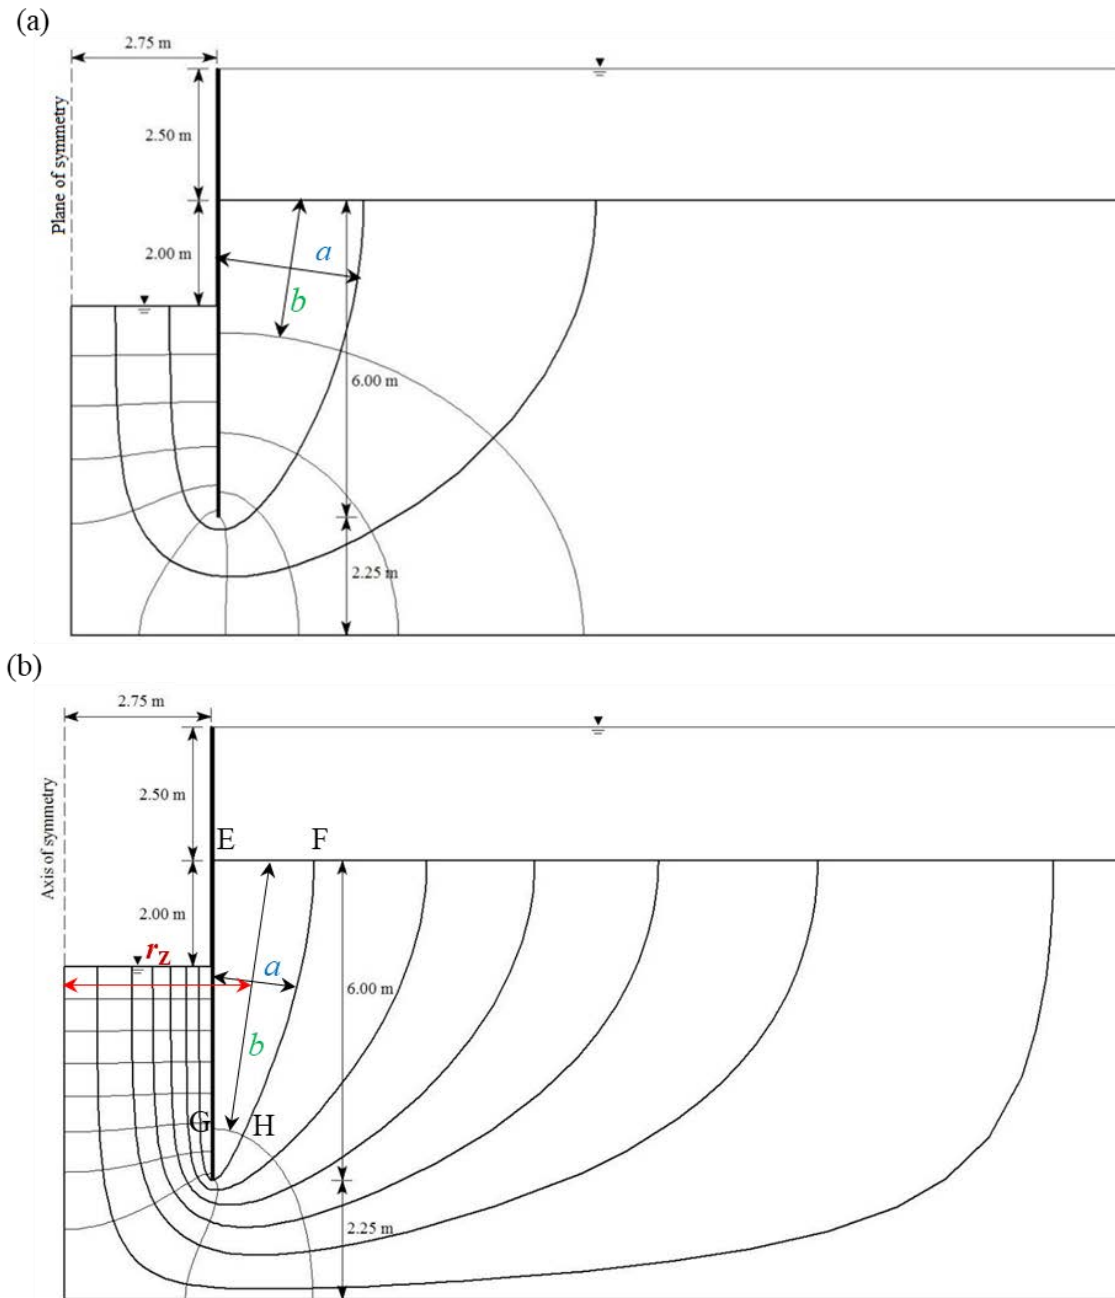 (a)
2.75 m
Plane of symmetry
2.50 m
2.00 m
a
b
6.00 m
2.25 m
(b)
2.75 m
Axis of symmetry
2.50 m
E F
2.00 m
rz
a
6.00 m
b
G H
2.25 m